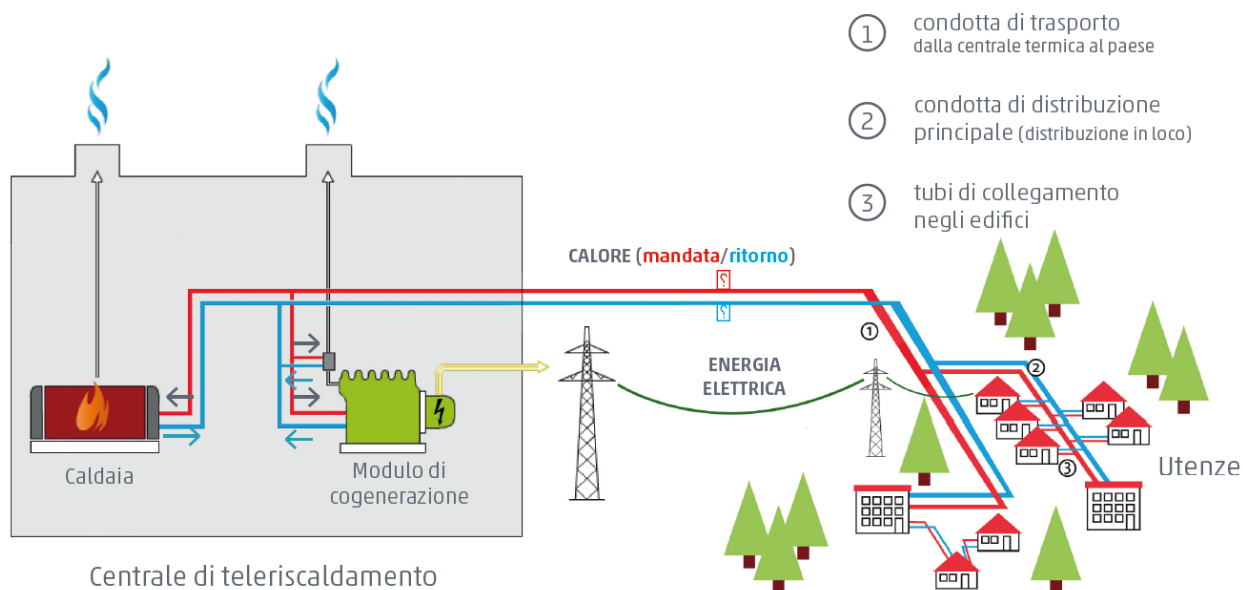 1 condotta di trasporto
dalla centrale termica al paese
2 condotta di distribuzione
principale (distribuzione in loco)
3 tubi di collegamento
negli edifici
CALORE (mandata/ritorno)
?
?
1
ENERGIA
ELETTRICA
2
3
Utenze
Caldaia
Modulo di
cogenerazione
Centrale di teleriscaldamento